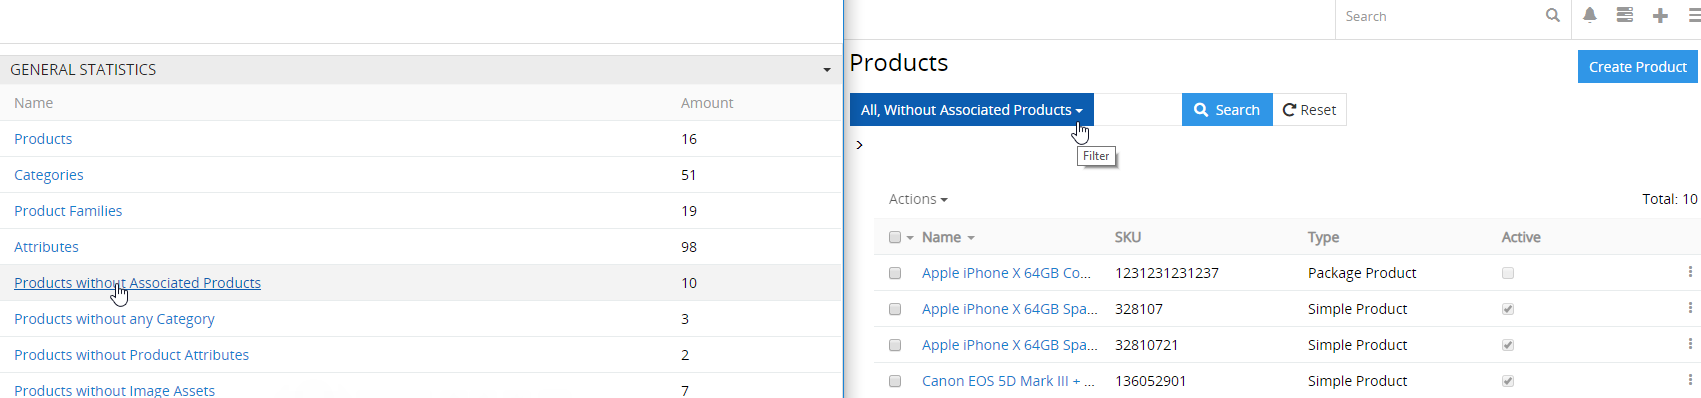 GENERAL STATISTICS
Name Amount
Products 16
Categories 51
Product Families 19
Attributes 98
Products without Associated Products 10
Products without any Category 3
Products without Product Attributes 2
Products without Image Assets 7
Search
Products
Create Product
All, Without Associated Products Search Reset
Filter
Actions Total: 10
Name SKU Type Active
Apple iPhone X 64GB Co... 1231231231237 Package Product
Apple iPhone X 64GB Spa... 328107 Simple Product
Apple iPhone X 64GB Spa... 32810721 Simple Product
Canon EOS 5D Mark III + ... 136052901 Simple Product